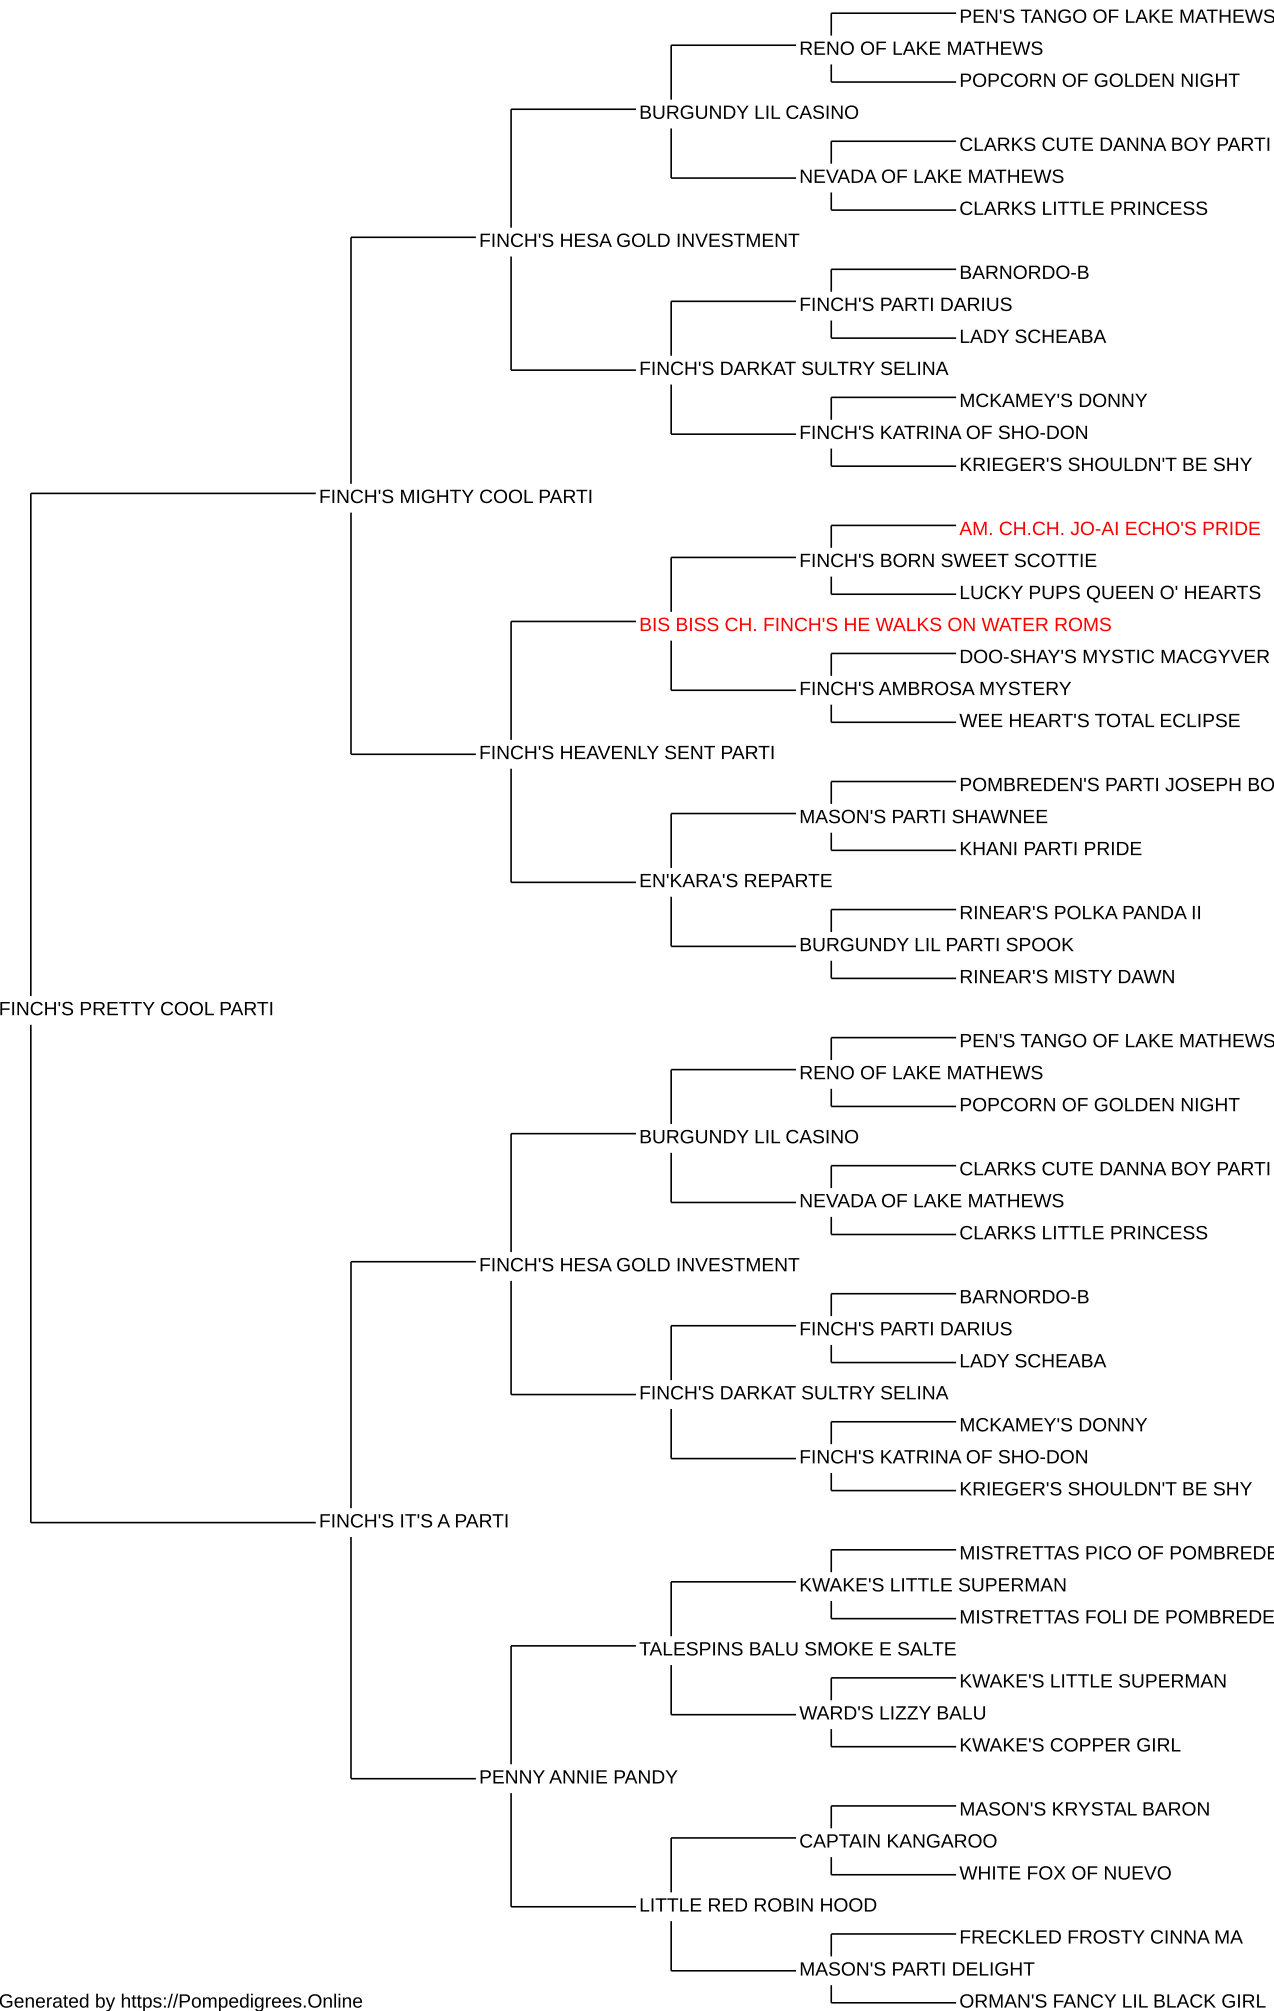 PEN'S TANGO OF LAKE MATHEWS
RENO OF LAKE MATHEWS
POPCORN OF GOLDEN NIGHT
BURGUNDY LIL CASINO
CLARKS CUTE DANNA BOY PARTI
NEVADA OF LAKE MATHEWS
CLARKS LITTLE PRINCESS
FINCH'S HESA GOLD INVESTMENT
BARNORDO-B
FINCH'S PARTI DARIUS
LADY SCHEABA
FINCH'S DARKAT SULTRY SELINA
MCKAMEY'S DONNY
FINCH'S KATRINA OF SHO-DON
KRIEGER'S SHOULDN'T BE SHY
FINCH'S MIGHTY COOL PARTI
AM. CH.CH. JO-AI ECHO'S PRIDE
FINCH'S BORN SWEET SCOTTIE
LUCKY PUPS QUEEN O' HEARTS
BIS BISS CH. FINCH'S HE WALKS ON WATER ROMS
DOO-SHAY'S MYSTIC MACGYVER
FINCH'S AMBROSA MYSTERY
WEE HEART'S TOTAL ECLIPSE
FINCH'S HEAVENLY SENT PARTI
POMBREDEN'S PARTI JOSEPH BO
MASON'S PARTI SHAWNEE
KHANI PARTI PRIDE
EN'KARA'S REPARTE
RINEAR'S POLKA PANDA II
BURGUNDY LIL PARTI SPOOK
RINEAR'S MISTY DAWN
FINCH'S PRETTY COOL PARTI
PEN'S TANGO OF LAKE MATHEWS
RENO OF LAKE MATHEWS
POPCORN OF GOLDEN NIGHT
BURGUNDY LIL CASINO
CLARKS CUTE DANNA BOY PARTI
NEVADA OF LAKE MATHEWS
CLARKS LITTLE PRINCESS
FINCH'S HESA GOLD INVESTMENT
BARNORDO-B
FINCH'S PARTI DARIUS
LADY SCHEABA
FINCH'S DARKAT SULTRY SELINA
MCKAMEY'S DONNY
FINCH'S KATRINA OF SHO-DON
KRIEGER'S SHOULDN'T BE SHY
FINCH'S IT'S A PARTI
MISTRETTAS PICO OF POMBREDE
KWAKE'S LITTLE SUPERMAN
MISTRETTAS FOLI DE POMBREDE
TALESPINS BALU SMOKE E SALTE
KWAKE'S LITTLE SUPERMAN
WARD'S LIZZY BALU
KWAKE'S COPPER GIRL
PENNY ANNIE PANDY
MASON'S KRYSTAL BARON
CAPTAIN KANGAROO
WHITE FOX OF NUEVO
LITTLE RED ROBIN HOOD
FRECKLED FROSTY CINNA MA
MASON'S PARTI DELIGHT
ORMAN'S FANCY LIL BLACK GIRL
Generated by https://Pompedigrees.Online